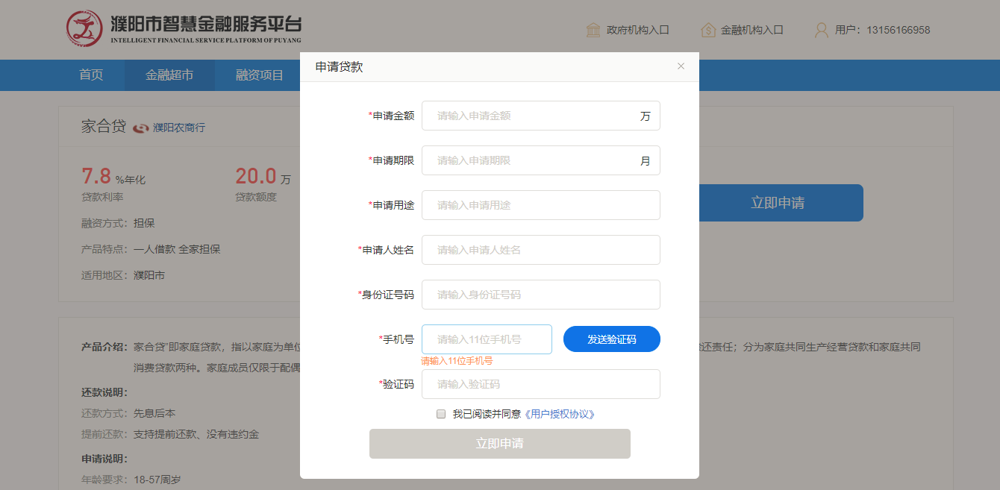 濮阳市智慧金融服务平台
INTELLIGENT FINANCIAL SERVICE PLATFORM OF PUYANG
政府机构入口
金融机构入口
用户：13156166958
首页
金融超市
融资项目
申请贷款
×
家合贷
濮阳农商行
7.8 %年化
20.0 万
贷款利率
贷款额度
融资方式：担保
产品特点：一人借款 全家担保
适用地区：濮阳市
立即申请
*申请金额 请输入申请金额 万
*申请期限 请输入申请期限 月
*申请用途 请输入申请用途
*申请人姓名 请输入申请人姓名
*身份证号码 请输入身份证号码
*手机号 请输入11位手机号 发送验证码
请输入11位手机号
*验证码 请输入验证码
我已阅读并同意《用户授权协议》
立即申请
产品介绍：家合贷"即家庭贷款，指以家庭为单位
还责任；分为家庭共同生产经营贷款和家庭共同
消费贷款两种。家庭成员仅限于配偶
还款说明：
还款方式：先息后本
提前还款：支持提前还款、没有违约金
申请说明：
年龄要求：18-57周岁